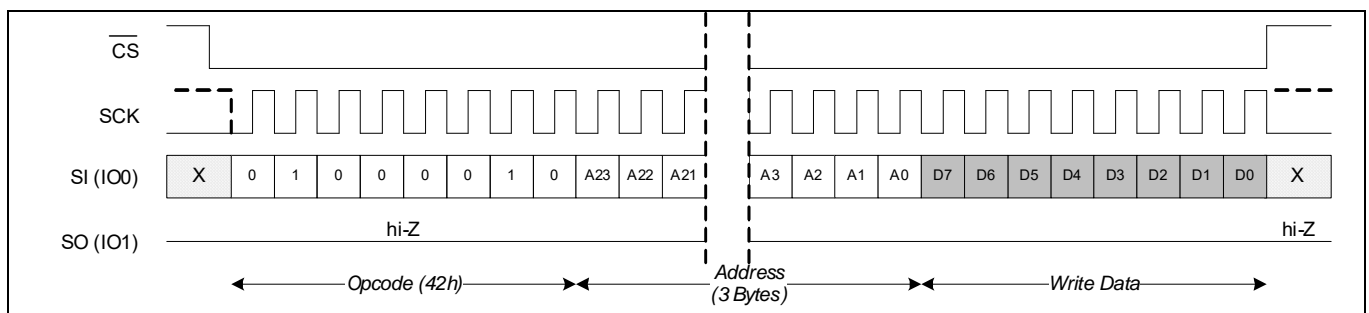 CS
SCK
SI (IO0) X 0 1 0 0 0 0 1 0 A23 A22 A21 A3 A2 A1 A0 D7 D6 D5 D4 D3 D2 D1 D0 X
hi-Z hi-Z
SO (IO1)
Opcode (42h) Address Write Data
(3 Bytes)